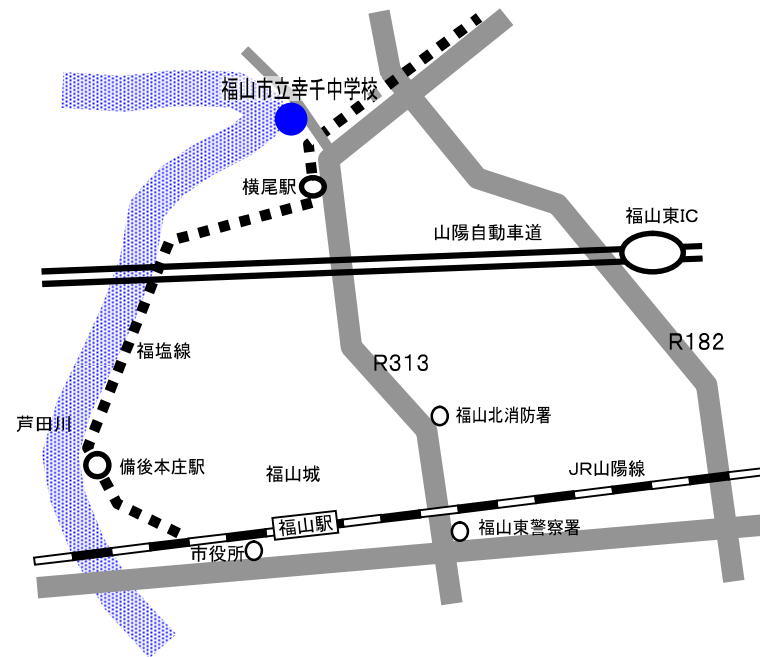 福山市立幸千中学校
横尾駅
福山東IC
山陽自動車道
福塩線
R313
R182
芦田川
福山北消防署
備後本庄駅
福山城
JR山陽線
福山駅
福山東警察署
市役所